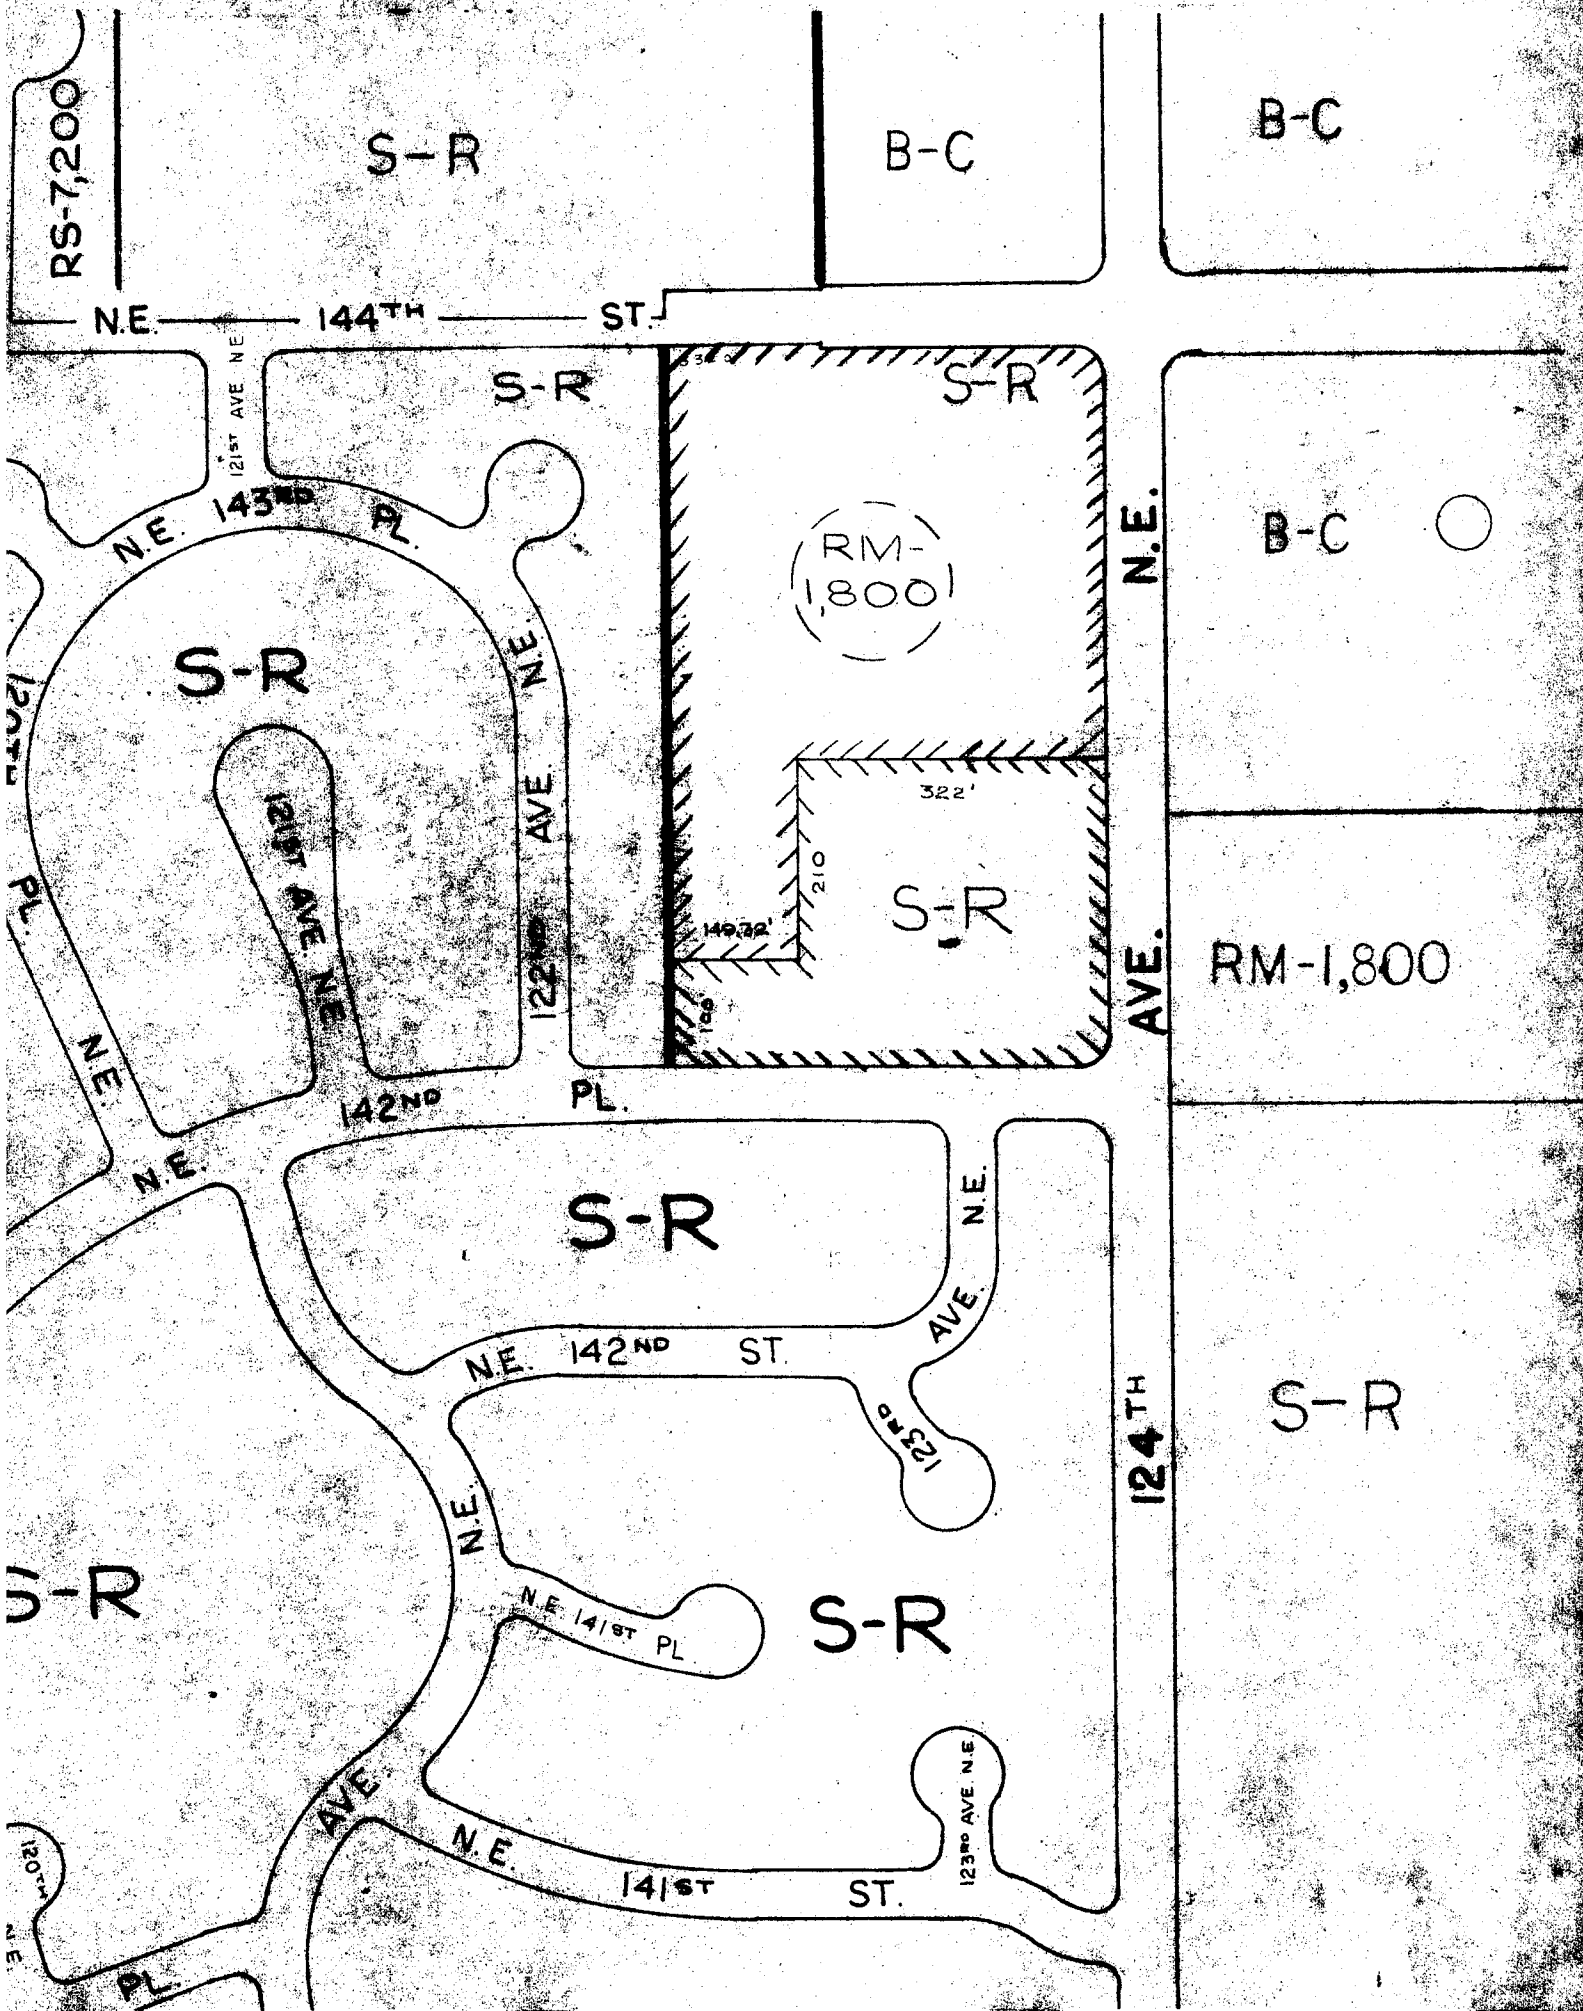 RS-7,200
S-R
B-C
B-C
N.E. 144TH ST.
121ST AVE NE
S-R
S-R
N.E. 143RD PL.
RM-
1,800
N.E.
B-C
S-R
N.E.
AVE.
122ND
120TH
PL.
N.E.
121ST AVE. N.E
322'
210
149.32'
100'
S-R
AVE.
RM-1,800
N.E. 142ND PL.
S-R
N.E.
AVE.
123RD
N.E. 142ND ST.
124TH
S-R
N.E.
S-R
N.E 141ST PL
S-R
AVE.
N.E. 141ST ST.
123RD AVE N.E.
120TH
N.E.
PL.